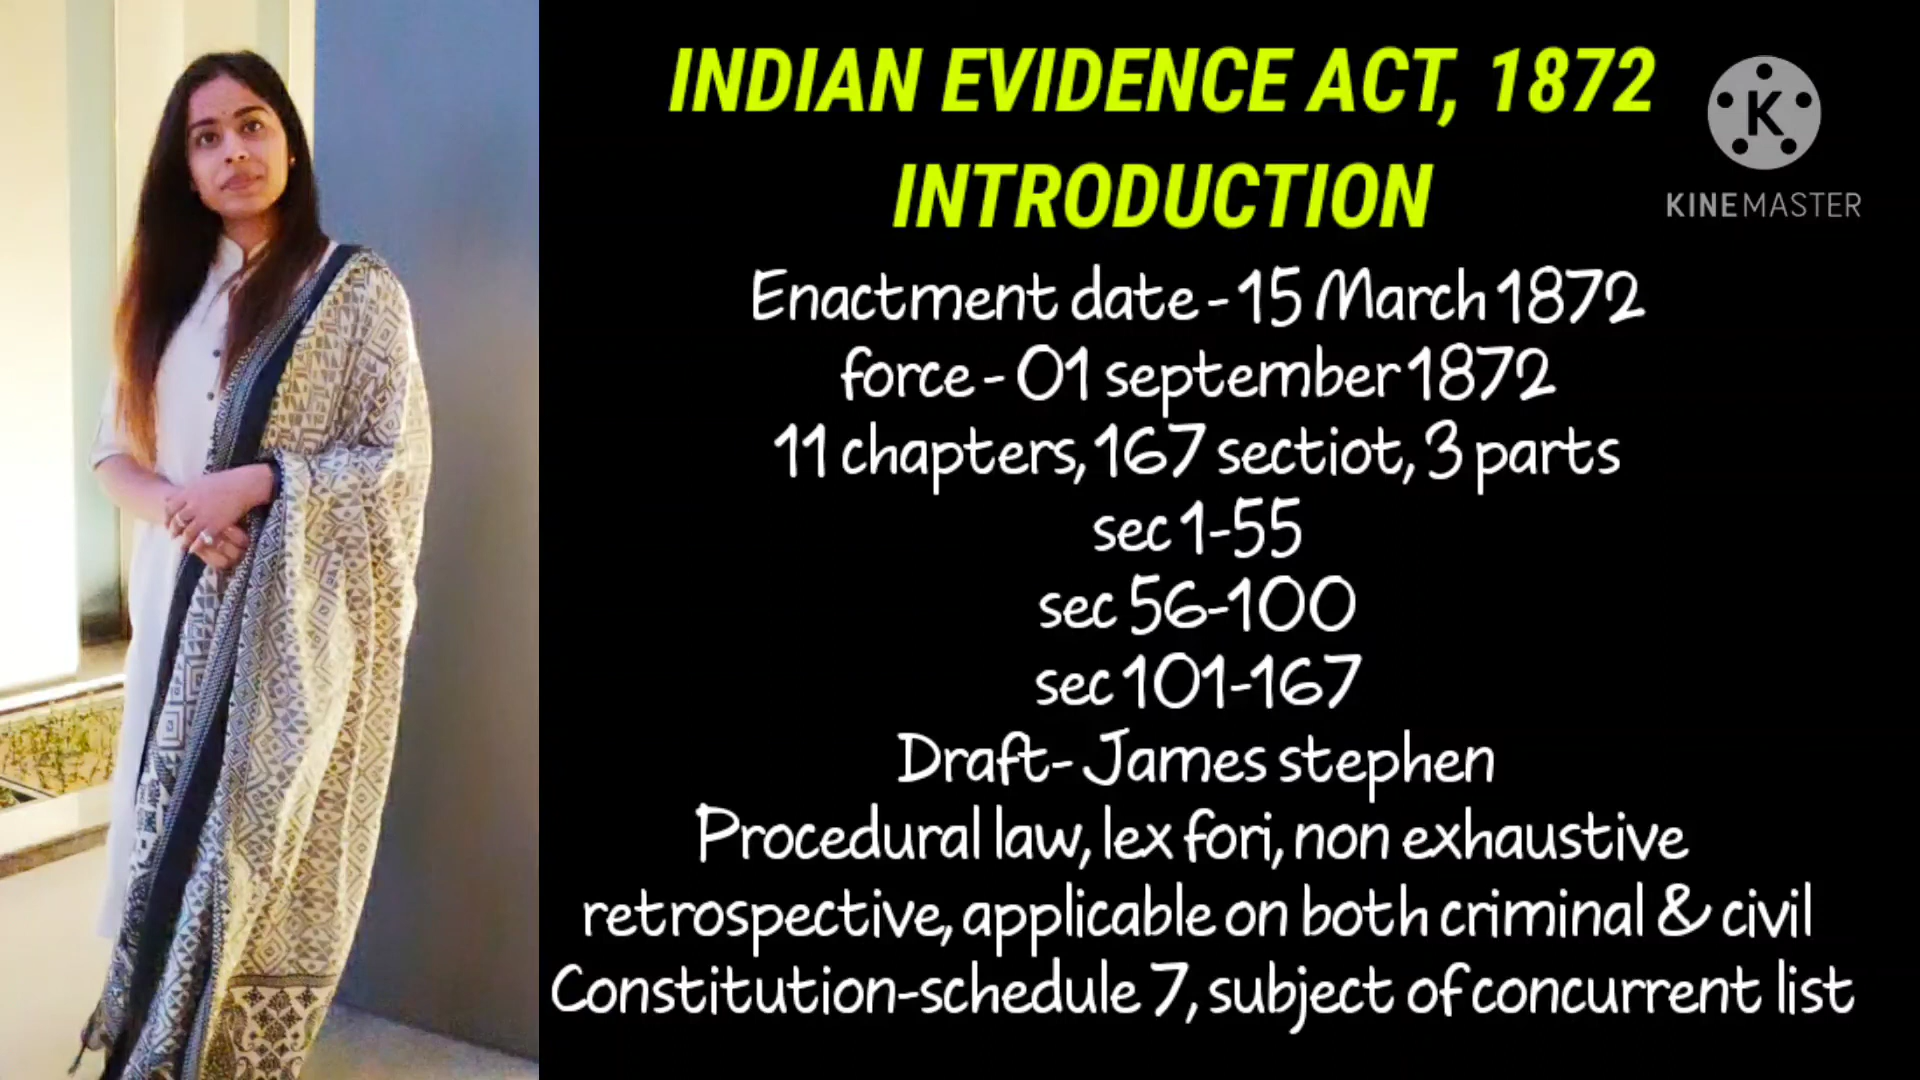 INDIAN EVIDENCE ACT, 1872
INTRODUCTION
K
KINEMASTER
Enactment date - 15 March 1872
force - 01 september 1872
11 chapters, 167 sectiot, 3 parts
sec 1-55
sec 56-100
sec 101-167
Draft- James stephen
Procedural law, lex fori, non exhaustive
retrospective, applicable on both criminal & civil
Constitution-schedule 7, subject of concurrent list